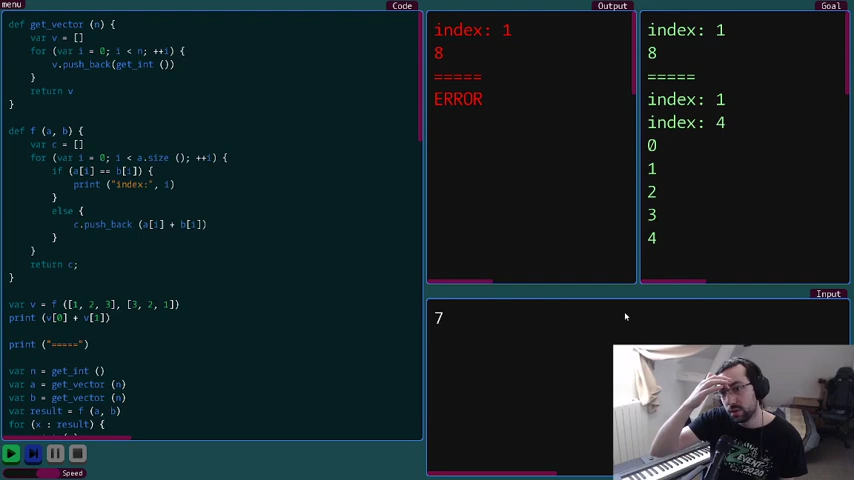 menu
Code
Output
Goal
def get_vector (n) {
var v = []
for (var i = 0; i < n; ++i) {
v.push_back(get_int ())
}
return v
}
def f (a, b) {
var c = []
for (var i = 0; i < a.size (); ++i) {
if (a[i] == b[i]) {
print ("index:", i)
}
else {
c.push_back (a[i] + b[i])
}
}
return c;
}
var v = f ([1, 2, 3], [3, 2, 1])
print (v[0] + v[1])
print ("=====")
var n = get_int ()
var a = get_vector (n)
var b = get_vector (n)
var result = f (a, b)
for (x : result) {
index: 1
8
=====
ERROR
index: 1
8
=====
index: 1
index: 4
0
1
2
3
4
Input
7
Speed
EVENT
2020